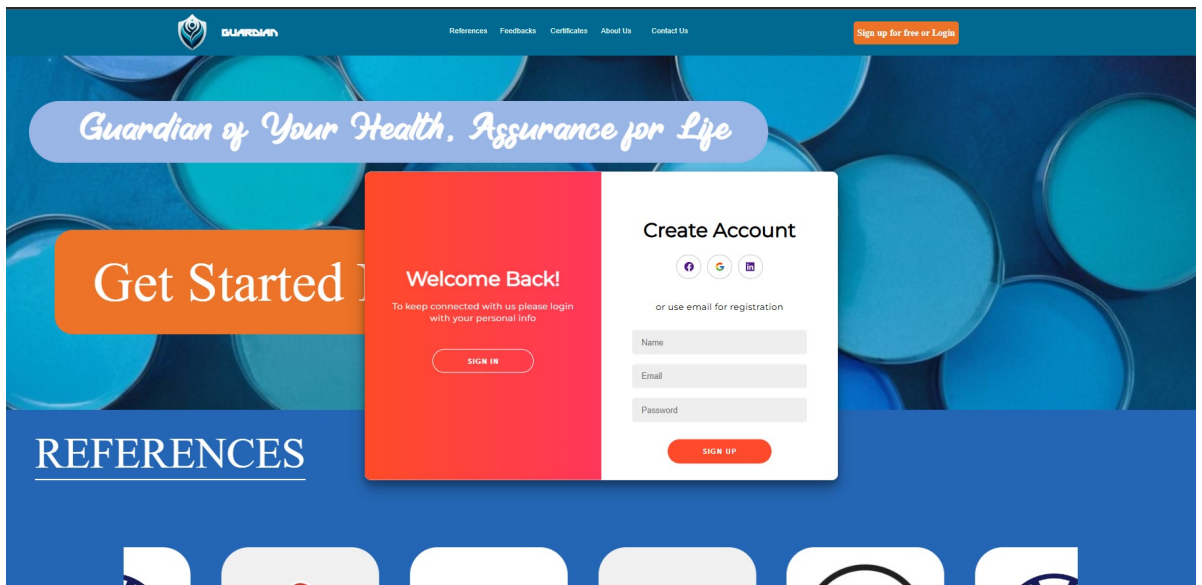 GUARDIAN
References Feedbacks Certificates About Us Contact Us
Sign up for free or Login
Guardian of Your Health, Assurance for Life
Get Started
Welcome Back!
To keep connected with us please login
with your personal info
SIGN IN
Create Account
or use email for registration
Name
Email
Password
SIGN UP
REFERENCES